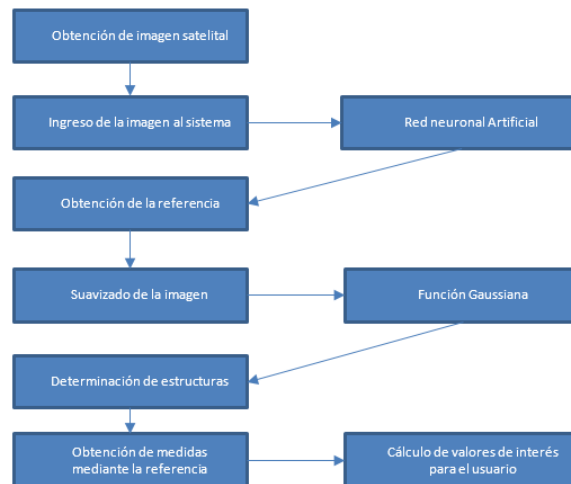 Obtención de imagen satelital
Ingreso de la imagen al sistema
Red neuronal Artificial
Obtención de la referencia
Suavizado de la imagen
Función Gaussiana
Determinación de estructuras
Obtención de medidas
mediante la referencia
Cálculo de valores de interés
para el usuario